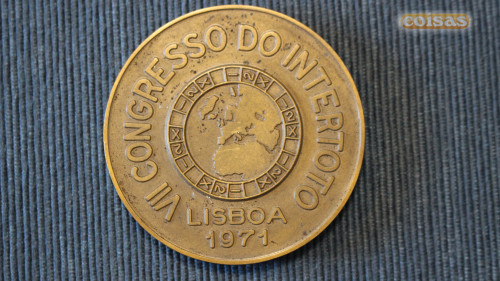 coisas
VII CONGRESSO DO INTERTOTO
LISBOA
1971